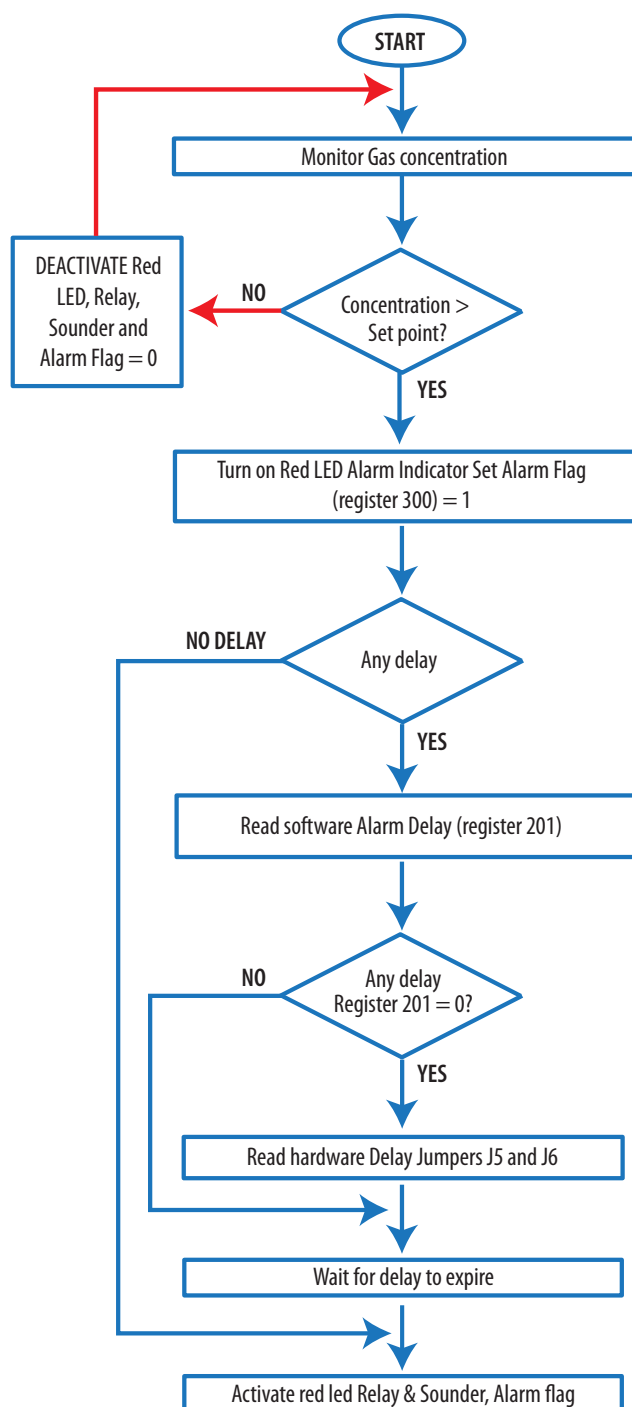 START
Monitor Gas concentration
DEACTIVATE Red
LED, Relay,
Sounder and
Alarm Flag = 0
NO
Concentration >
Set point?
YES
Turn on Red LED Alarm Indicator Set Alarm Flag
(register 300) = 1
NO DELAY
Any delay
YES
Read software Alarm Delay (register 201)
NO
Any delay
Register 201 = 0?
YES
Read hardware Delay Jumpers J5 and J6
Wait for delay to expire
Activate red led Relay & Sounder, Alarm flag